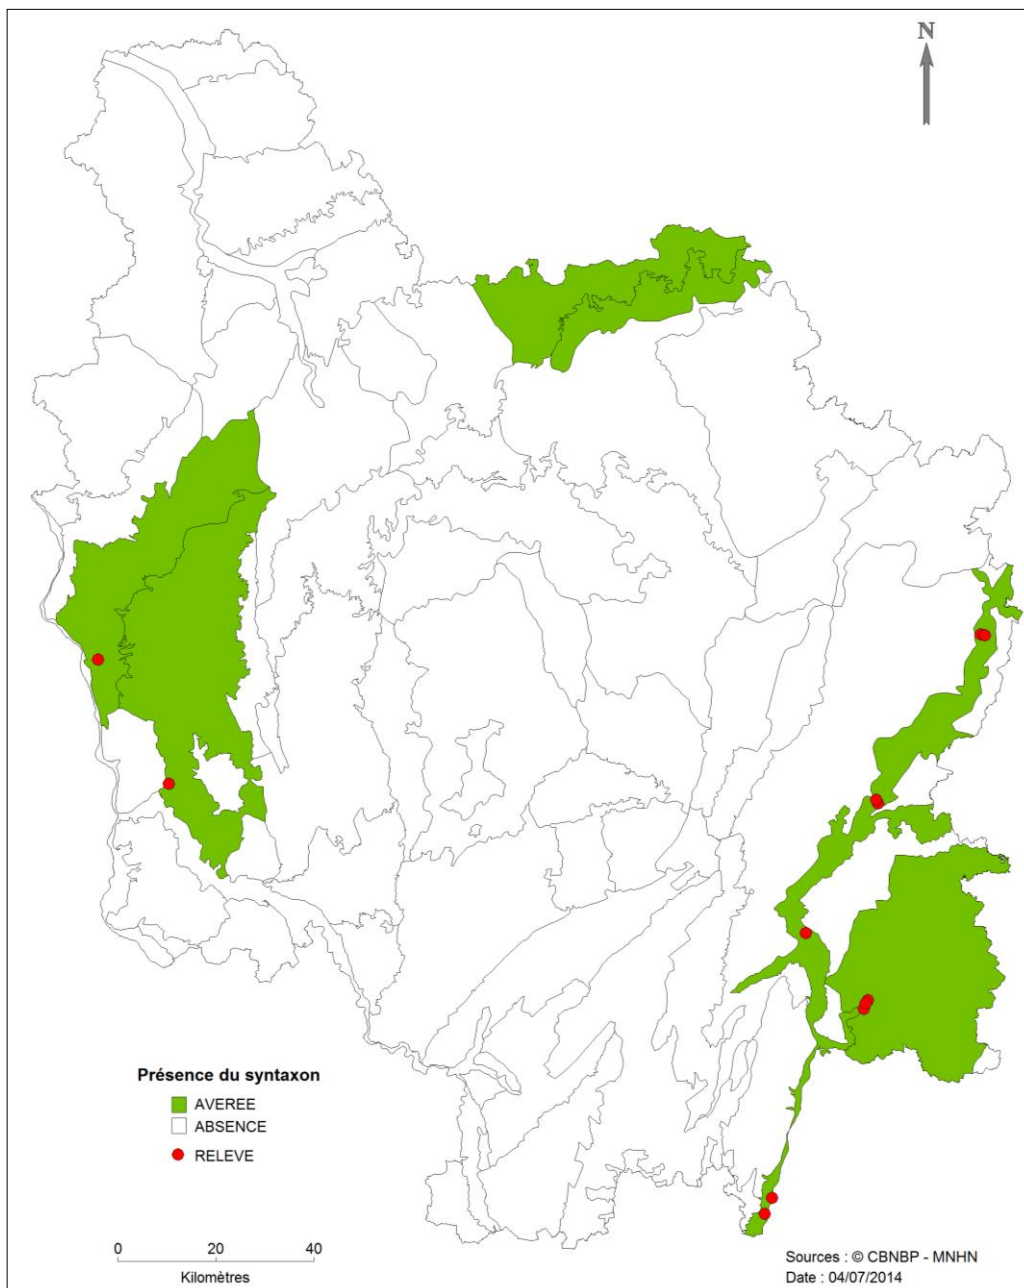 N
Présence du syntaxon
AVEREE
ABSENCE
RELEVE
0 20 40
Kilomètres
Sources : © CBNBP - MNHN
Date : 04/07/2014